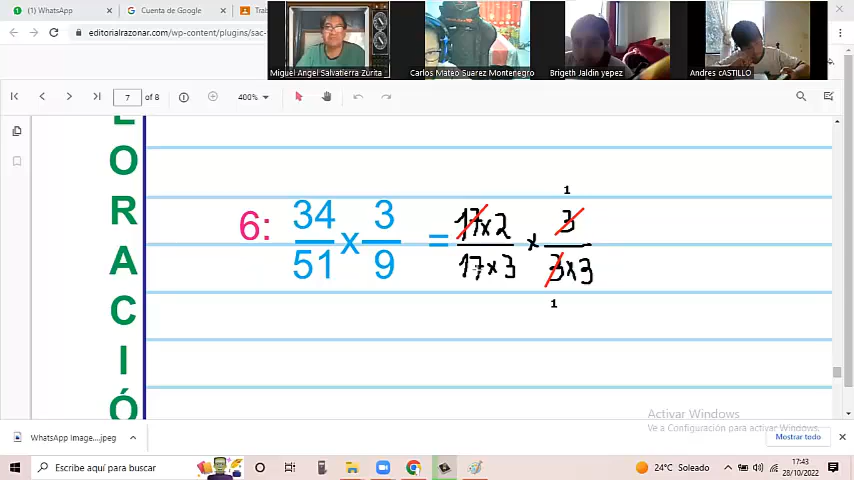 (1) WhatsApp
Cuenta de Google
Trab
editorialrazonar.com/wp-content/plugins/sac-
Miguel Angel Salvatierra Zurita
Carlos Mateo Suarez Montenegro
Brigeth Jaldin yepez
Andres cASTILLO
7 of 8
400%
L
O
R
A
C
I
Ó
6: 34/51 x 3/9 = 17x2/17x3 x 3/3x3
1
1
Activar Windows
Ve a Configuración para activar Windows.
WhatsApp Image....jpeg
Mostrar todo
Escribe aquí para buscar
24°C Soleado
17:43
28/10/2022